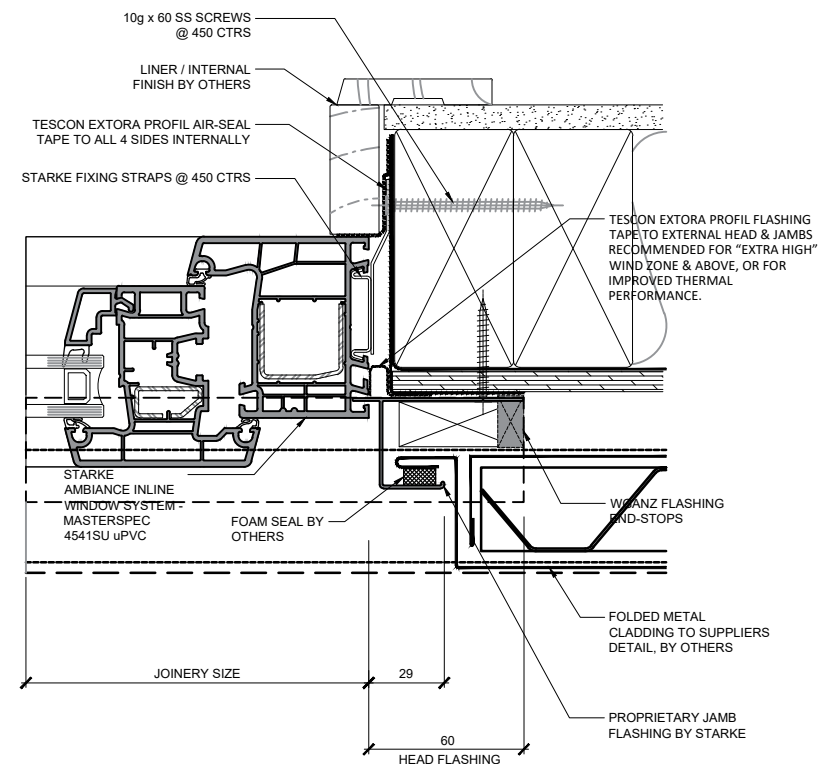 10g x 60 SS SCREWS
@ 450 CTRS
LINER / INTERNAL
FINISH BY OTHERS
TESCON EXTORA PROFIL AIR-SEAL
TAPE TO ALL 4 SIDES INTERNALLY
STARKE FIXING STRAPS @ 450 CTRS
TESCON EXTORA PROFIL FLASHING
TAPE TO EXTERNAL HEAD & JAMBS
RECOMMENDED FOR “EXTRA HIGH”
WIND ZONE & ABOVE, OR FOR
IMPROVED THERMAL
PERFORMANCE.
STARKE
AMBIANCE INLINE
WINDOW SYSTEM -
MASTERSPEC
4541SU uPVC
FOAM SEAL BY
OTHERS
WGANZ FLASHING
END-STOPS
FOLDED METAL
CLADDING TO SUPPLIERS
DETAIL, BY OTHERS
JOINERY SIZE
29
PROPRIETARY JAMB
FLASHING BY STARKE
60
HEAD FLASHING